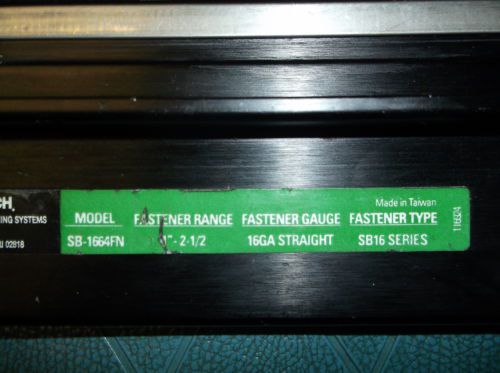 CH.
ING SYSTEMS
02818
Made in Taiwan
MODEL FASTENER RANGE FASTENER GAUGE FASTENER TYPE
SB-1664FN 1"- 2-1/2 16GA STRAIGHT SB16 SERIES